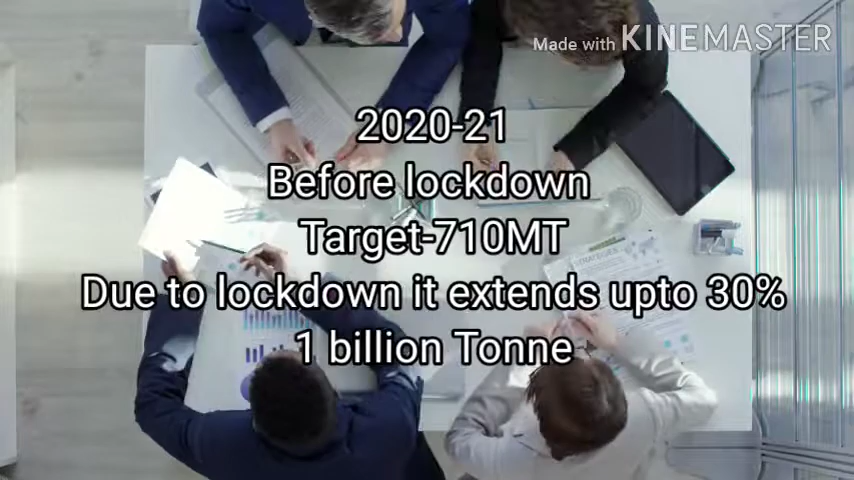 Made with KINEMASTER
2020-21
Before lockdown
Target-710MT
Due to lockdown it extends upto 30%
1 billion Tonne
STRATEGIES